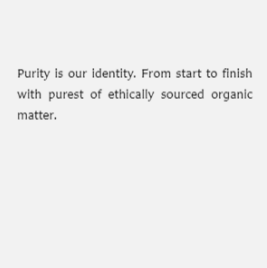 Purity is our identity. From start to finish
with purest of ethically sourced organic
matter.